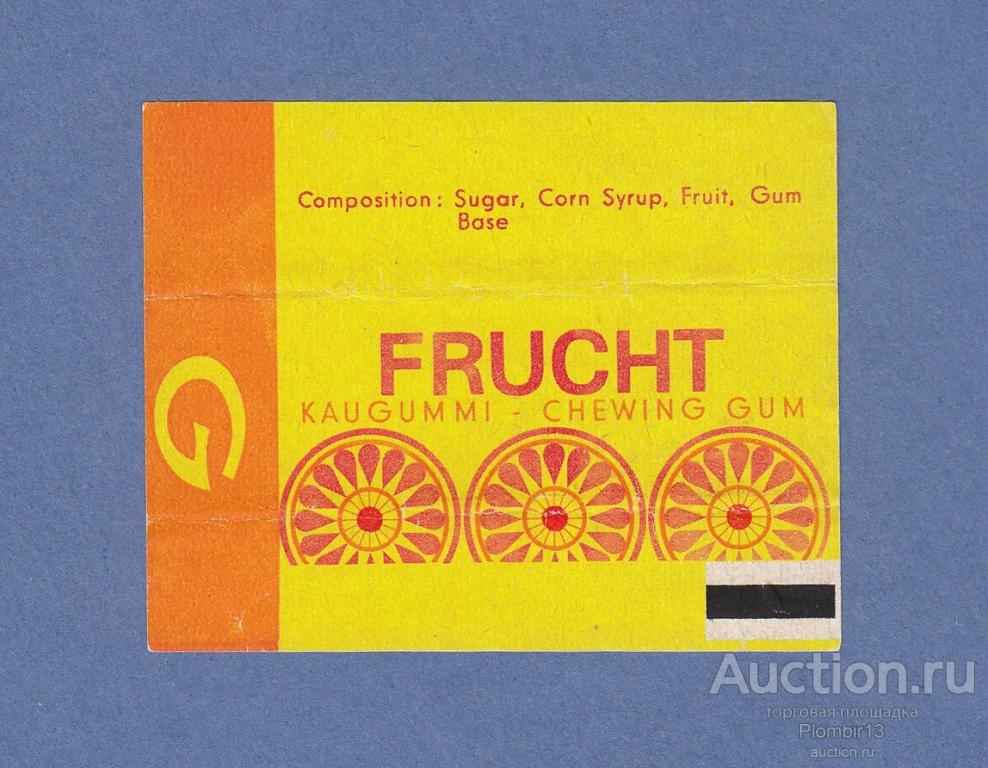 Composition: Sugar, Corn Syrup, Fruit, Gum
Base
FRUCHT
KAUGUMMI - CHEWING GUM
G
Auction.ru
торговая площадка
Plombir13
auction.ru